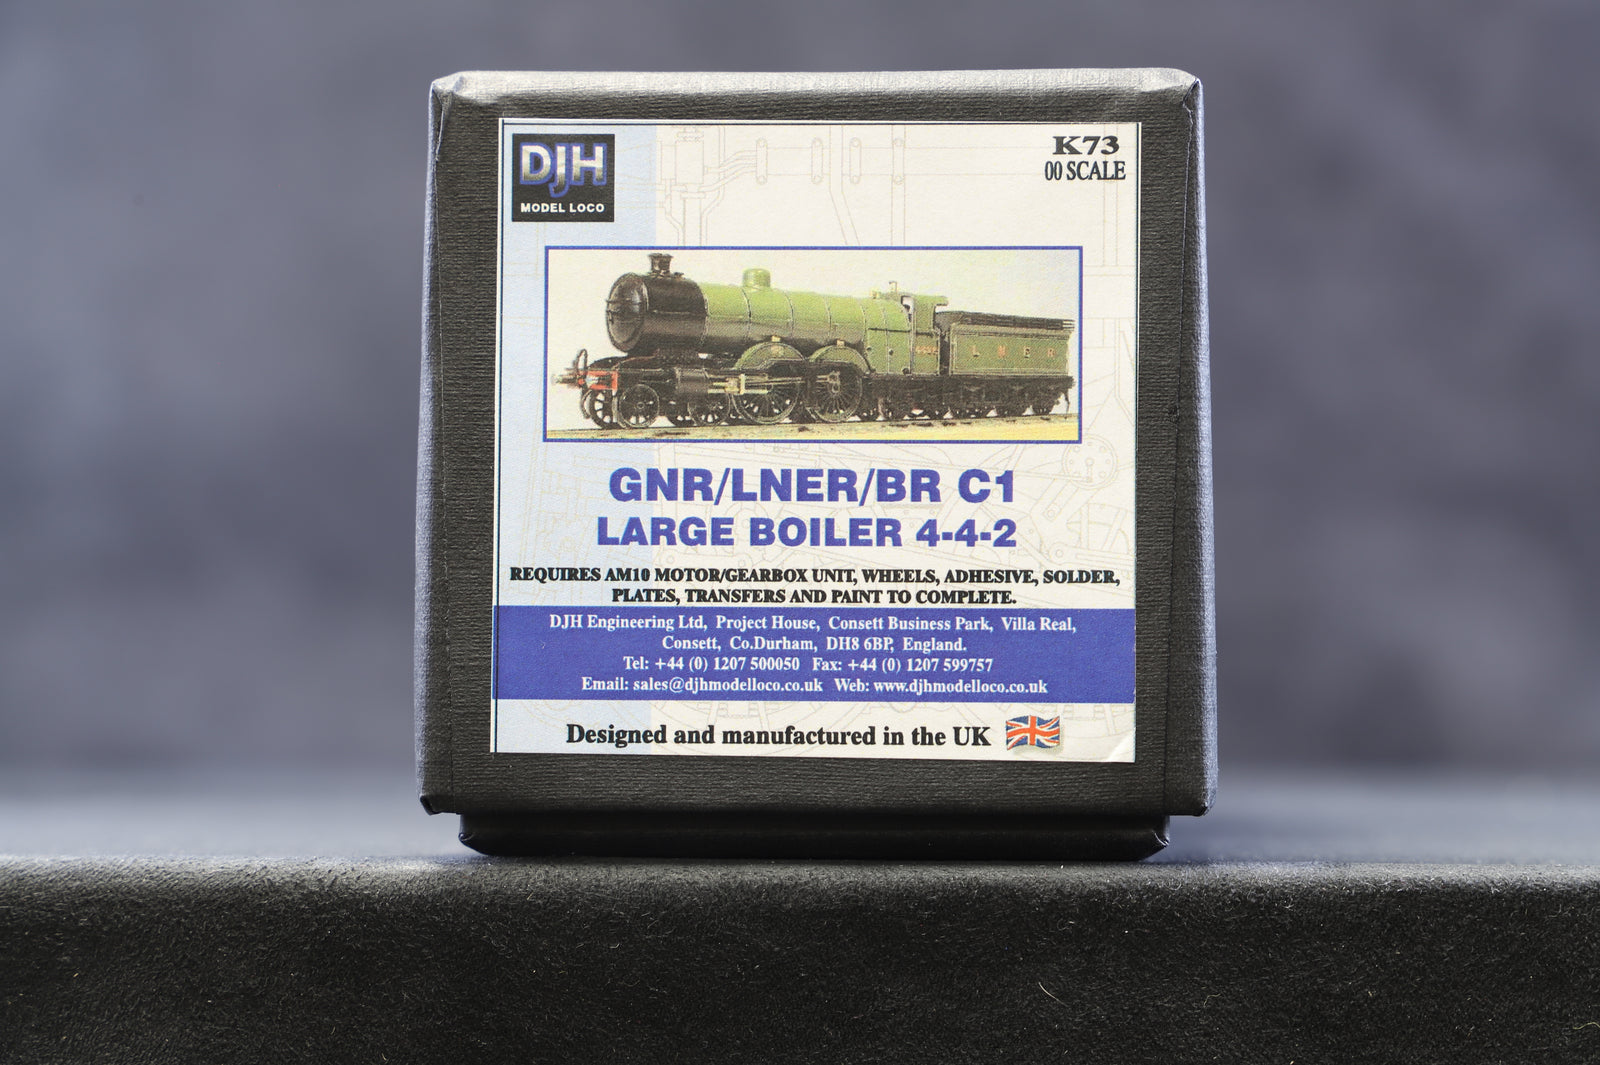 DJH
MODEL LOCO
K73
00 SCALE
L N E R
GNR/LNER/BR C1
LARGE BOILER 4-4-2
REQUIRES AM10 MOTOR/GEARBOX UNIT, WHEELS, ADHESIVE, SOLDER,
PLATES, TRANSFERS AND PAINT TO COMPLETE.
DJH Engineering Ltd, Project House, Consett Business Park, Villa Real,
Consett, Co.Durham, DH8 6BP, England.
Tel: +44 (0) 1207 500050 Fax: +44 (0) 1207 599757
Email: sales@djhmodelloco.co.uk Web: www.djhmodelloco.co.uk
Designed and manufactured in the UK